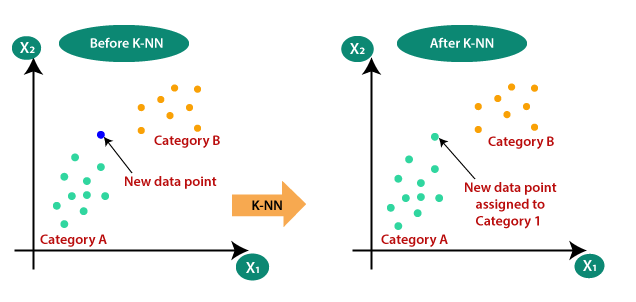 Before K-NN
X₂
Category B
New data point
Category A
X₁
K-NN
After K-NN
X₂
Category B
New data point
assigned to
Category 1
Category A
X₁